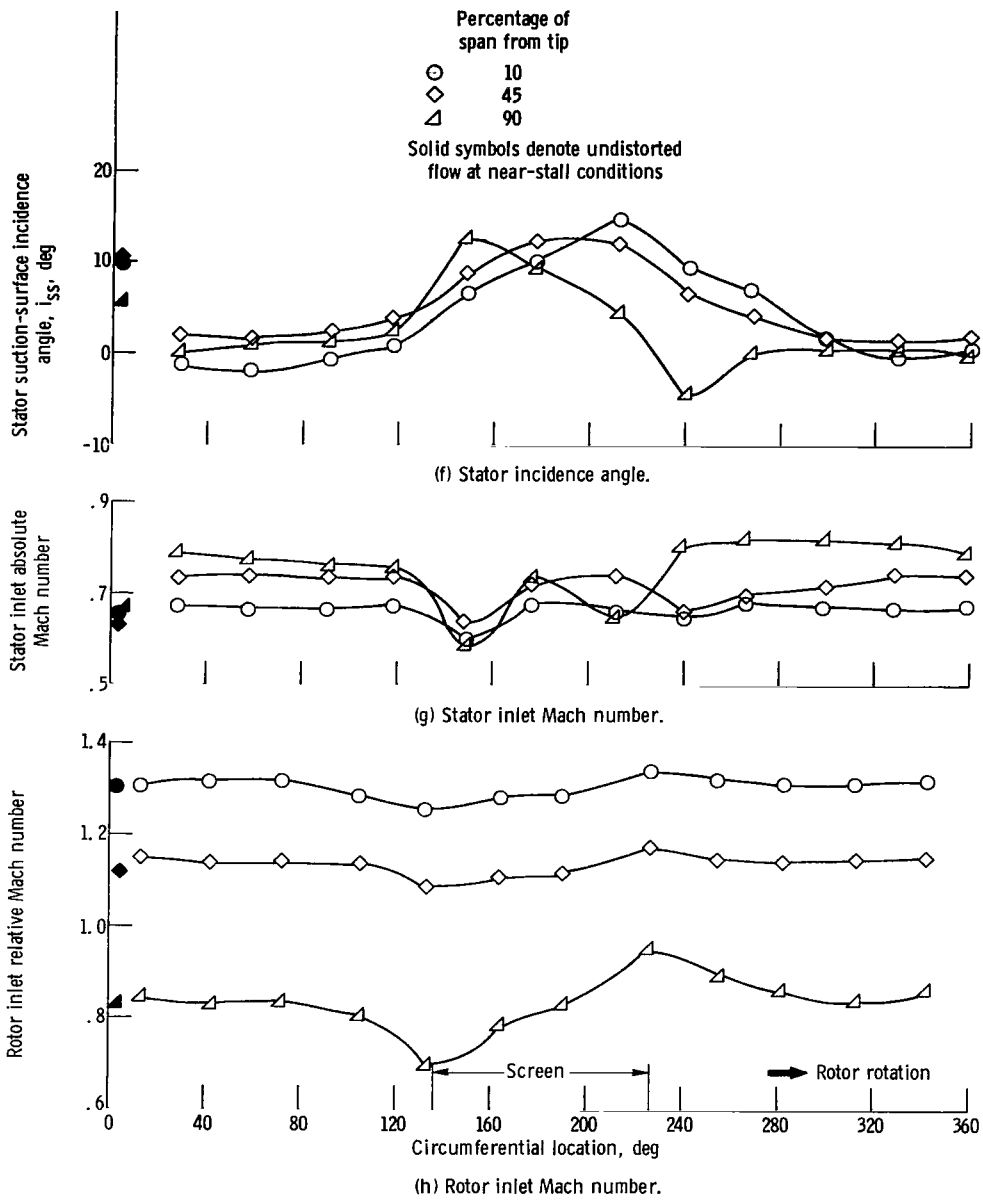 Percentage of
span from tip
10
45
90
Solid symbols denote undistorted
flow at near-stall conditions
Stator suction-surface incidence
angle, iss, deg
20
10
0
-10
(f) Stator incidence angle.
Stator inlet absolute
Mach number
.9
.7
.5
(g) Stator inlet Mach number.
Rotor inlet relative Mach number
1.4
1.2
1.0
.8
.6
Screen
Rotor rotation
0 40 80 120 160 200 240 280 320 360
Circumferential location, deg
(h) Rotor inlet Mach number.